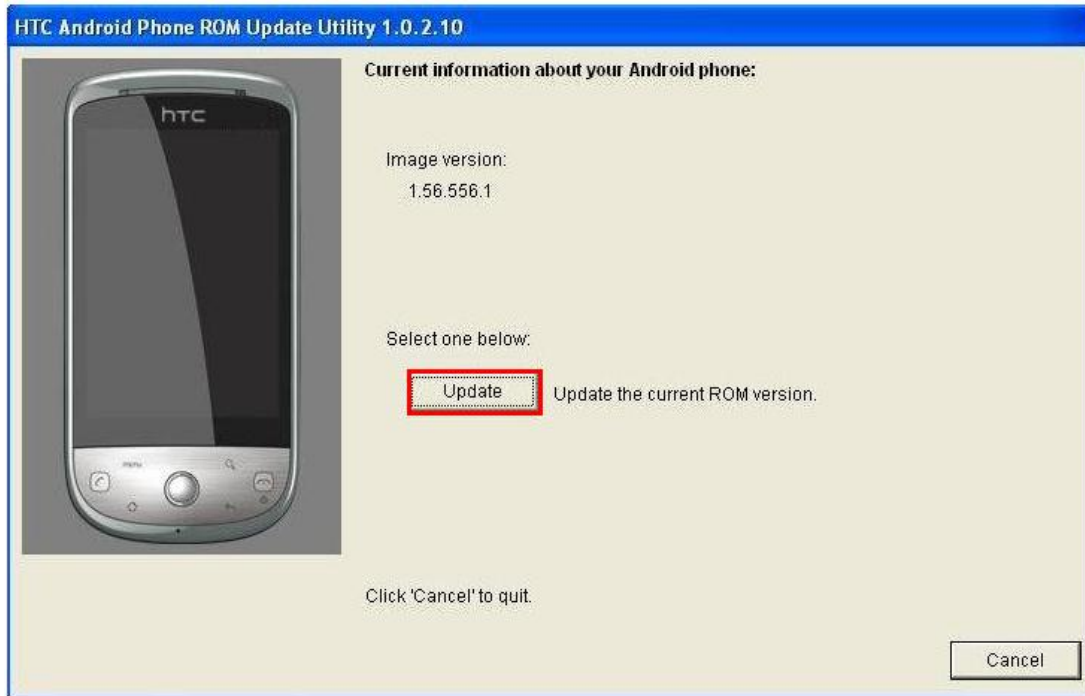 HTC Android Phone ROM Update Utility 1.0.2.10
Current information about your Android phone:
hTC
Image version:
1.56.556.1
menu
Select one below:
Update Update the current ROM version.
Click 'Cancel' to quit.
Cancel